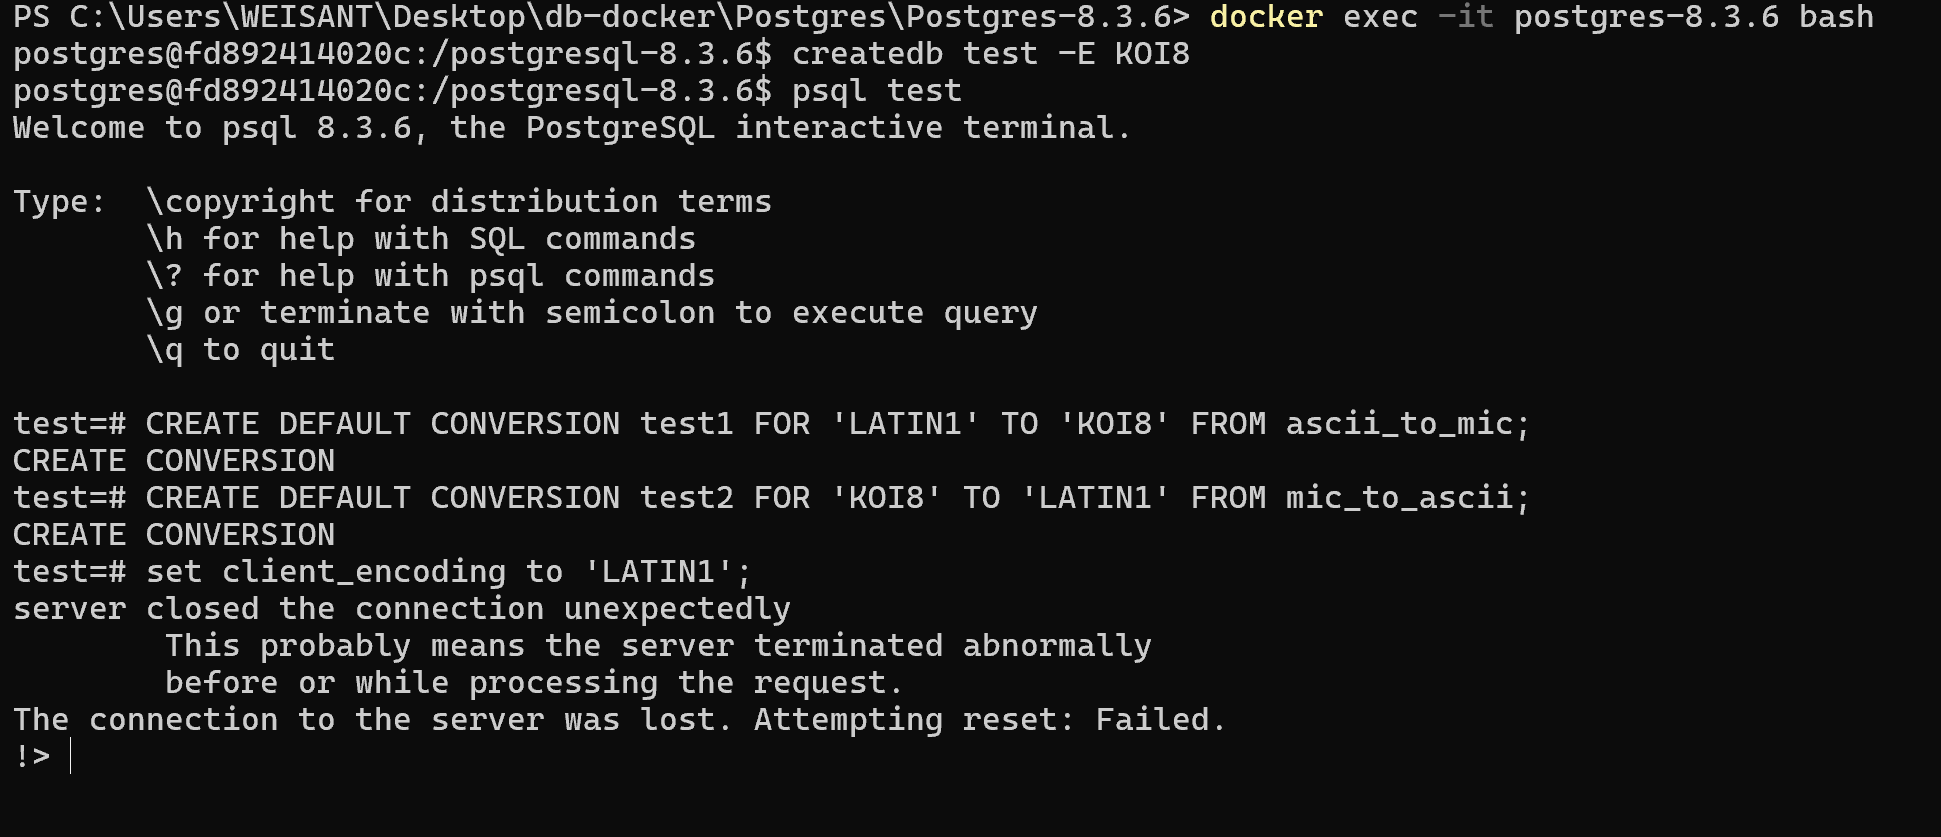 PS C:\Users\WEISANT\Desktop\db-docker\Postgres\Postgres-8.3.6> docker exec -it postgres-8.3.6 bash
postgres@fd892414020c:/postgresql-8.3.6$ createdb test -E KOI8
postgres@fd892414020c:/postgresql-8.3.6$ psql test
Welcome to psql 8.3.6, the PostgreSQL interactive terminal.

Type:  \copyright for distribution terms
       \h for help with SQL commands
       \? for help with psql commands
       \g or terminate with semicolon to execute query
       \q to quit

test=# CREATE DEFAULT CONVERSION test1 FOR 'LATIN1' TO 'KOI8' FROM ascii_to_mic;
CREATE CONVERSION
test=# CREATE DEFAULT CONVERSION test2 FOR 'KOI8' TO 'LATIN1' FROM mic_to_ascii;
CREATE CONVERSION
test=# set client_encoding to 'LATIN1';
server closed the connection unexpectedly
        This probably means the server terminated abnormally
        before or while processing the request.
The connection to the server was lost. Attempting reset: Failed.
!>